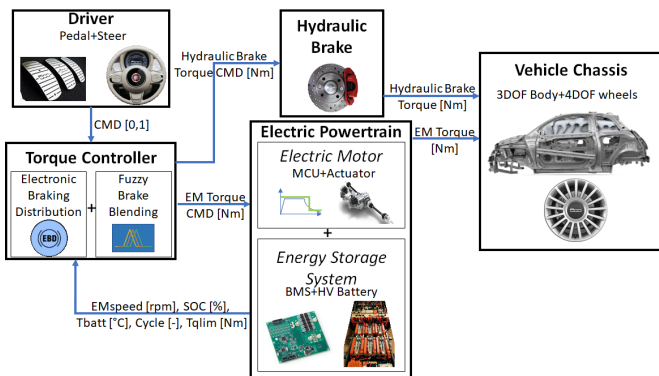 Driver
Pedal+Steer
CMD [0,1]
Torque Controller
Electronic
Braking
Distribution
EBD
+
Fuzzy
Brake
Blending
Hydraulic Brake
Torque CMD [Nm]
EM Torque
CMD [Nm]
EMspeed [rpm], SOC [%],
Tbatt [°C], Cycle [-], Tqlim [Nm]
Hydraulic
Brake
Electric Powertrain
Electric Motor
MCU+Actuator
+
Energy Storage
System
BMS+HV Battery
Hydraulic Brake
Torque [Nm]
EM Torque
[Nm]
Vehicle Chassis
3DOF Body+4DOF wheels